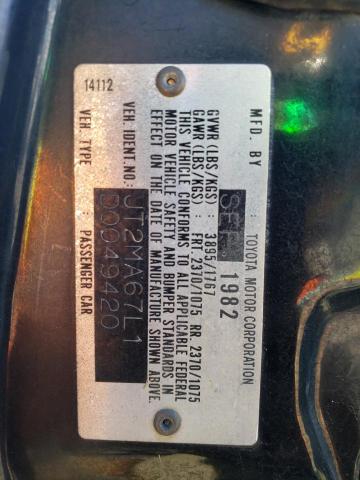 MFD. BY TOYOTA MOTOR CORPORATION
1982
GVWR (LBS/KGS) 3895/1767
GAWR (LBS/KGS) FR 2370/1075 RR 2370/1075
THIS VEHICLE CONFORMS TO ALL APPLICABLE FEDERAL
MOTOR VEHICLE SAFETY AND BUMPER STANDARDS IN
EFFECT ON THE DATE OF MANUFACTURE SHOWN ABOVE.
VEH. IDENT.NO. JT2MA67L1
D0049420
VEH. TYPE PASSENGER CAR
14112